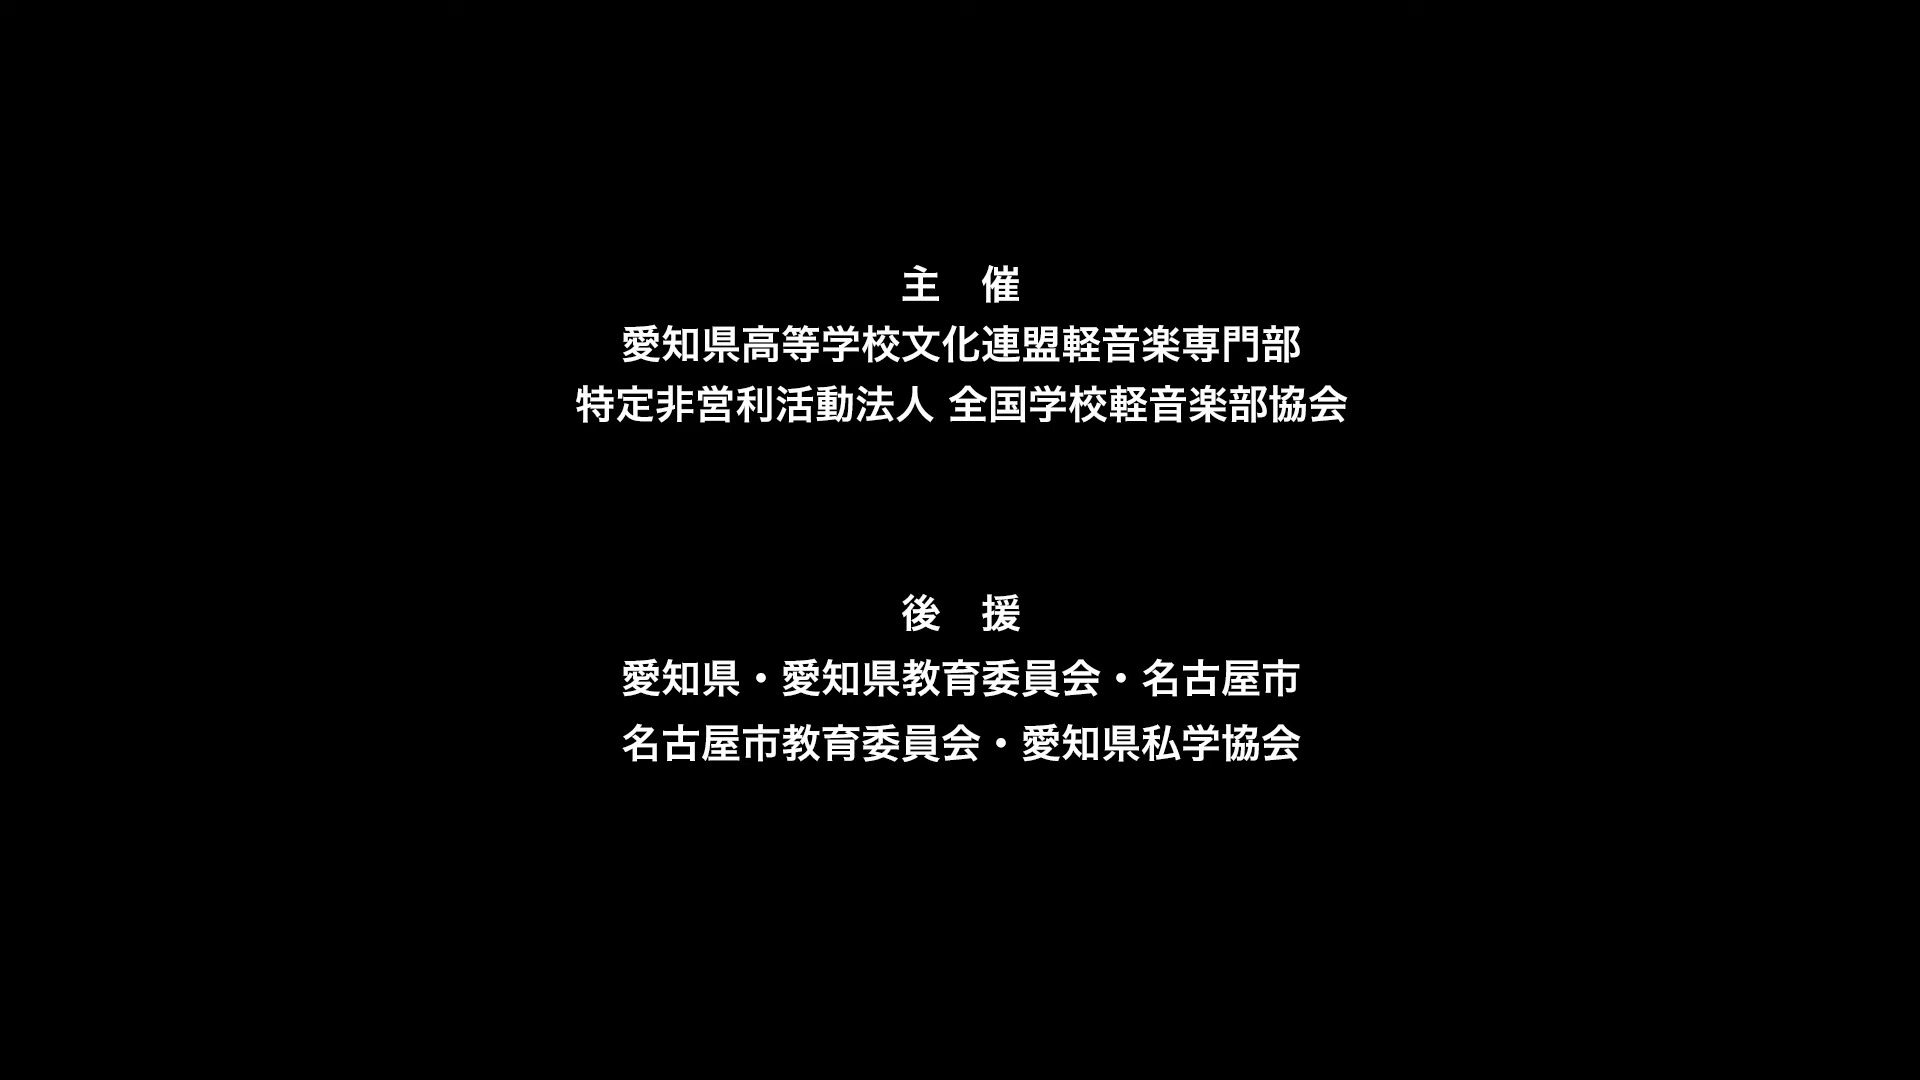 主　催
愛知県高等学校文化連盟軽音楽専門部
特定非営利活動法人 全国学校軽音楽部協会
後　援
愛知県・愛知県教育委員会・名古屋市
名古屋市教育委員会・愛知県私学協会